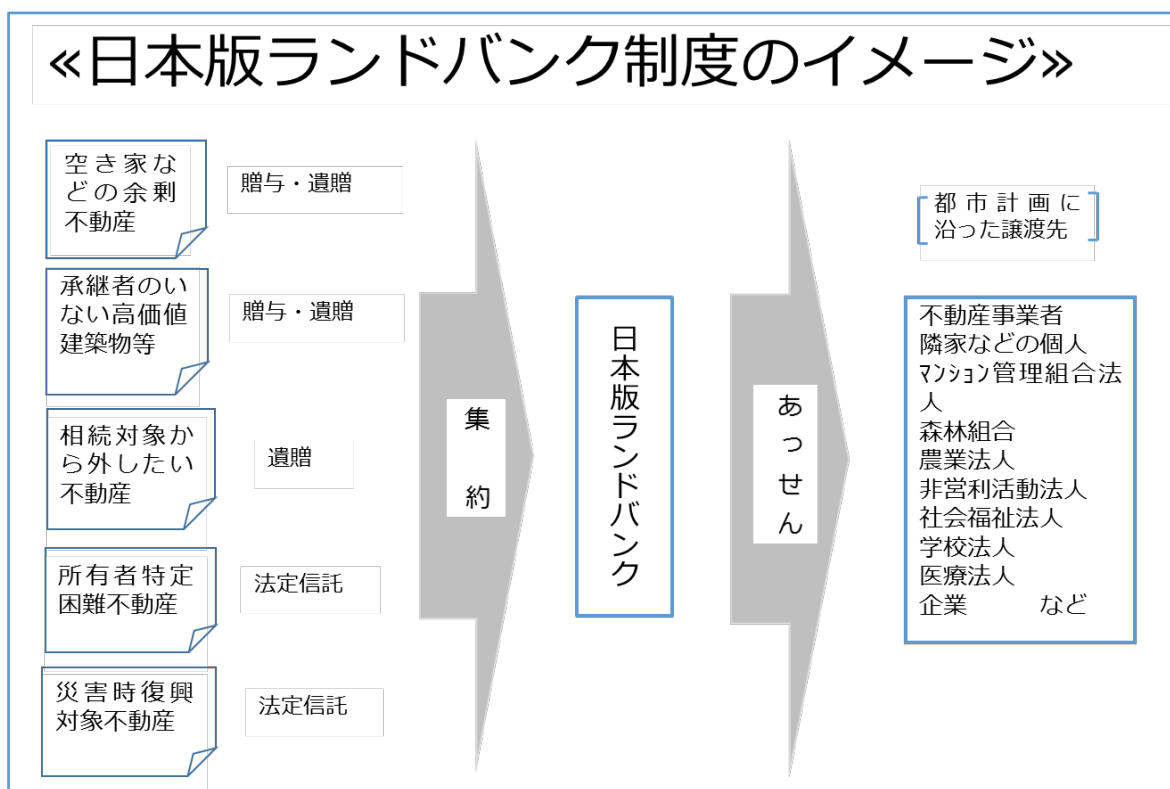 «日本版ランドバンク制度のイメージ»
空き家な
どの余剰
不動産
贈与・遺贈
承継者のい
ない高価値
建築物等
贈与・遺贈
相続対象か
ら外したい
不動産
遺贈
所有者特定
困難不動産
法定信託
災害時復興
対象不動産
法定信託
集約
日本版ランドバンク
あっせん
都市計画に
沿った譲渡先
不動産事業者
隣家などの個人
ﾏﾝｼｮﾝ管理組合法
人
森林組合
農業法人
非営利活動法人
社会福祉法人
学校法人
医療法人
企業　　　など